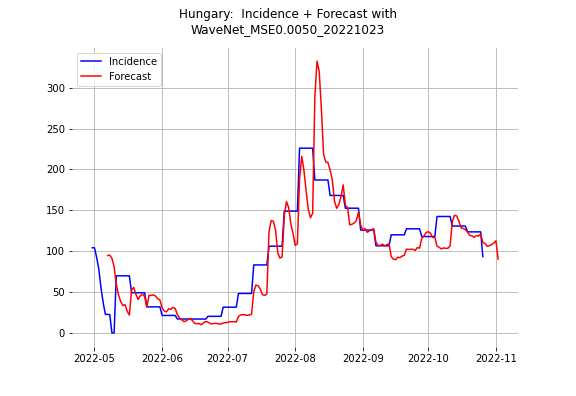 Hungary:  Incidence + Forecast with
WaveNet_MSE0.0050_20221023
Incidence
Forecast
300
250
200
150
100
50
0
2022-05 2022-06 2022-07 2022-08 2022-09 2022-10 2022-11